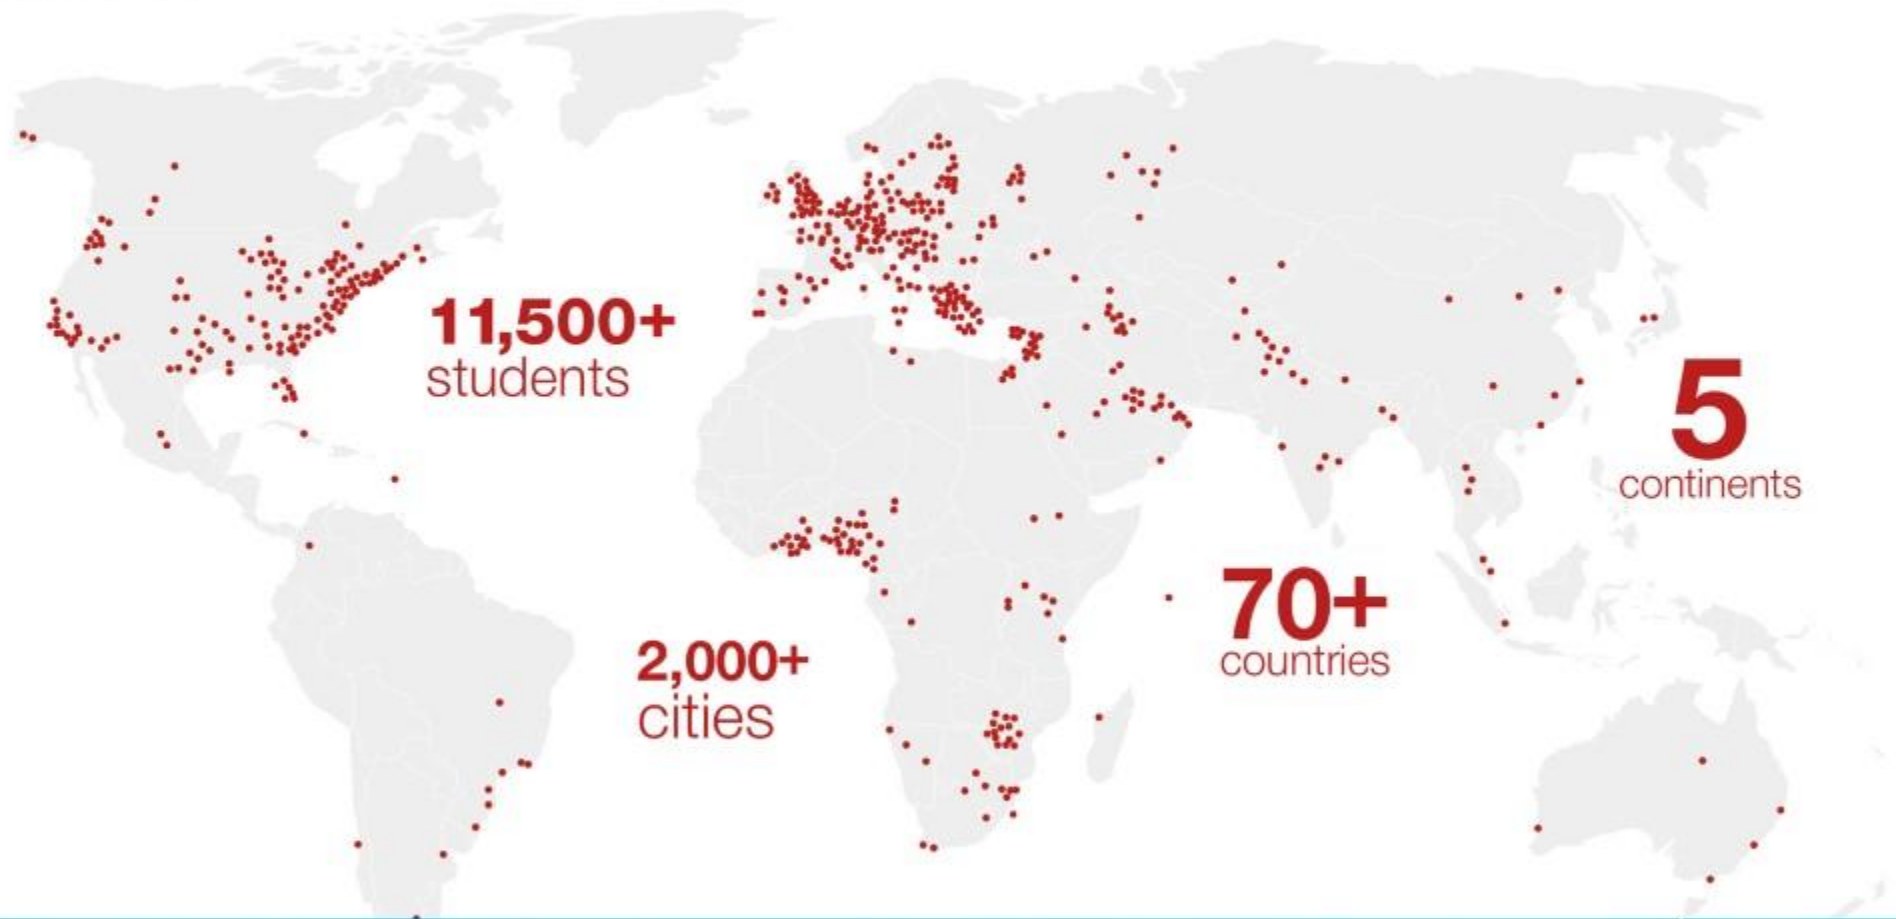 11,500+
students
5
continents
70+
countries
2,000+
cities